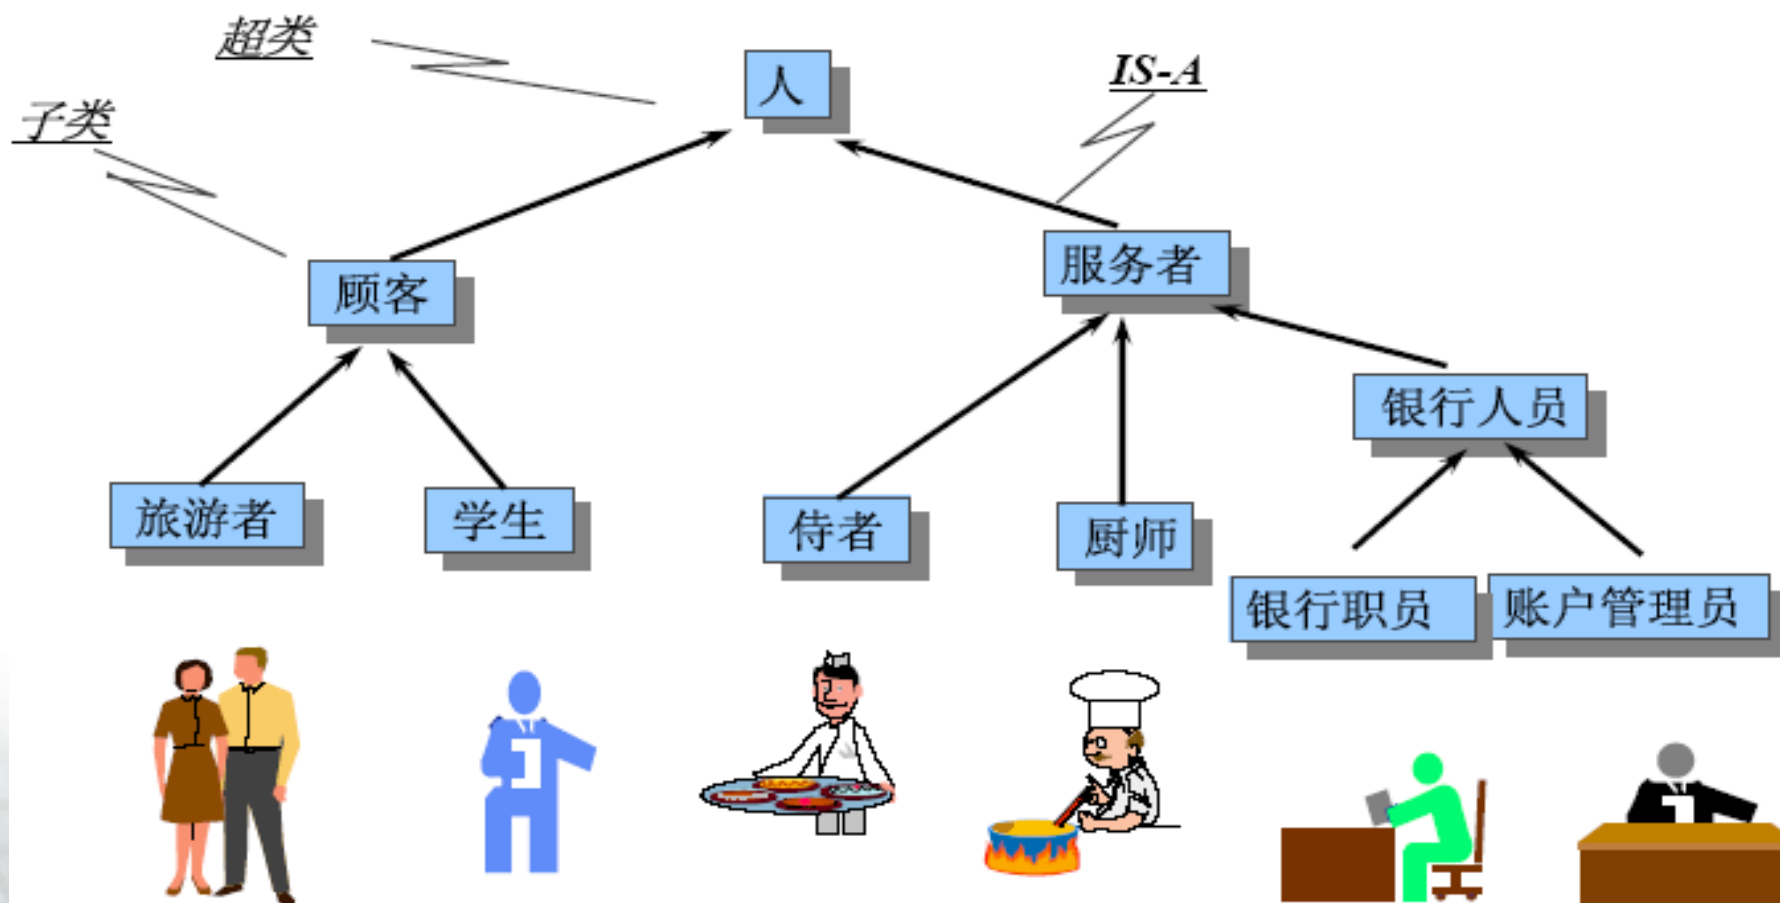 超类
人
IS-A
子类
服务者
顾客
银行人员
旅游者
学生
侍者
厨师
银行职员
账户管理员